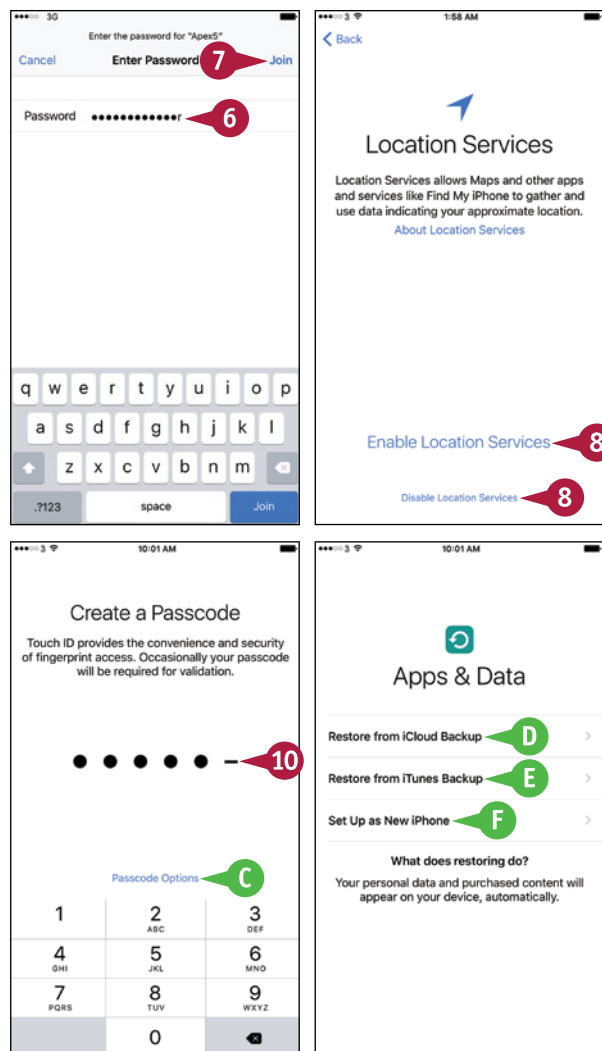 3G
Enter the password for "Apex5"
Cancel Enter Password 7 Join
Password ●●●●●●●●●●●●r 6
q w e r t y u i o p
a s d f g h j k l
z x c v b n m
.?123 space Join
3 1:58 AM
Back
Location Services
Location Services allows Maps and other apps
and services like Find My iPhone to gather and
use data indicating your approximate location.
About Location Services
Enable Location Services 8
Disable Location Services 8
3 10:01 AM
Create a Passcode
Touch ID provides the convenience and security
of fingerprint access. Occasionally your passcode
will be required for validation.
10
Passcode Options C
1 2 3
ABC DEF
4 5 6
GHI JKL MNO
7 8 9
PQRS TUV WXYZ
0
3 10:01 AM
Apps & Data
Restore from iCloud Backup D
Restore from iTunes Backup E
Set Up as New iPhone F
What does restoring do?
Your personal data and purchased content will
appear on your device, automatically.